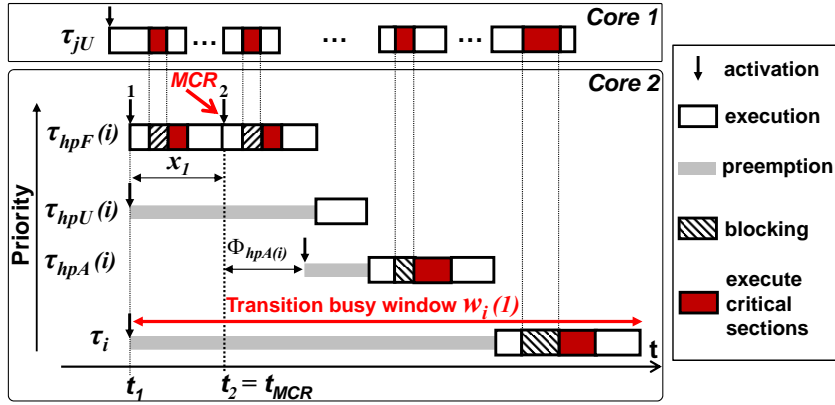 Core 1
τjU
... ... ... ...
Core 2
MCR
1 2
τhpF(i)
x1
τhpU(i)
τhpA(i)
ΦhpA(i)
Transition busy window wi(1)
τi
Priority
t
t1
t2 = tMCR
activation
execution
preemption
blocking
execute
critical
sections